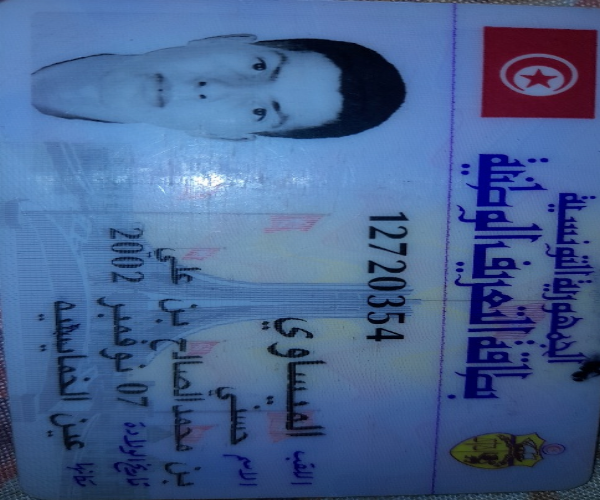 الجمهورية التونسية
بطاقة التعريف الوطنية
12720354
اللقب العيساوي
الاسم حسني
بن محمد الصالح بن علي
تاريخ الولادة 07 نوفمبر 2002
مكانها عين الخمايسية